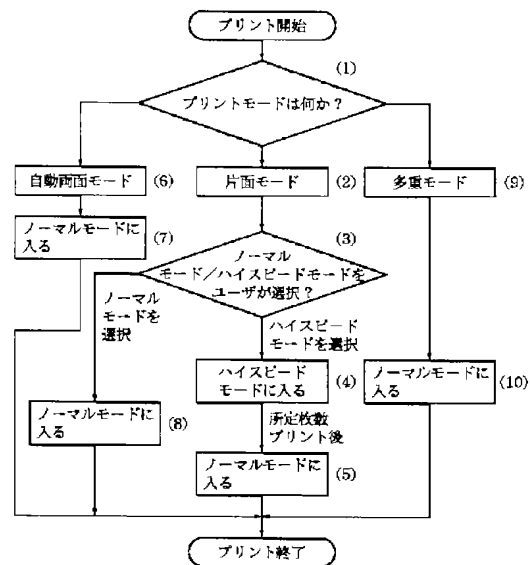 プリント開始
(1)
プリントモードは何か?
自動両面モード
(6)
片面モード
(2)
多重モード
(9)
ノーマルモードに
入る
(7)
(3)
ノーマル
モード/ハイスピードモードを
ユーザが選択?
ノーマル
モードを
選択
ハイスピード
モードを選択
ハイスピード
モードに入る
(4)
ノーマルモードに
入る
(10)
ノーマルモードに
入る
(8)
所定枚数
プリント後
ノーマルモードに
入る
(5)
プリント終了